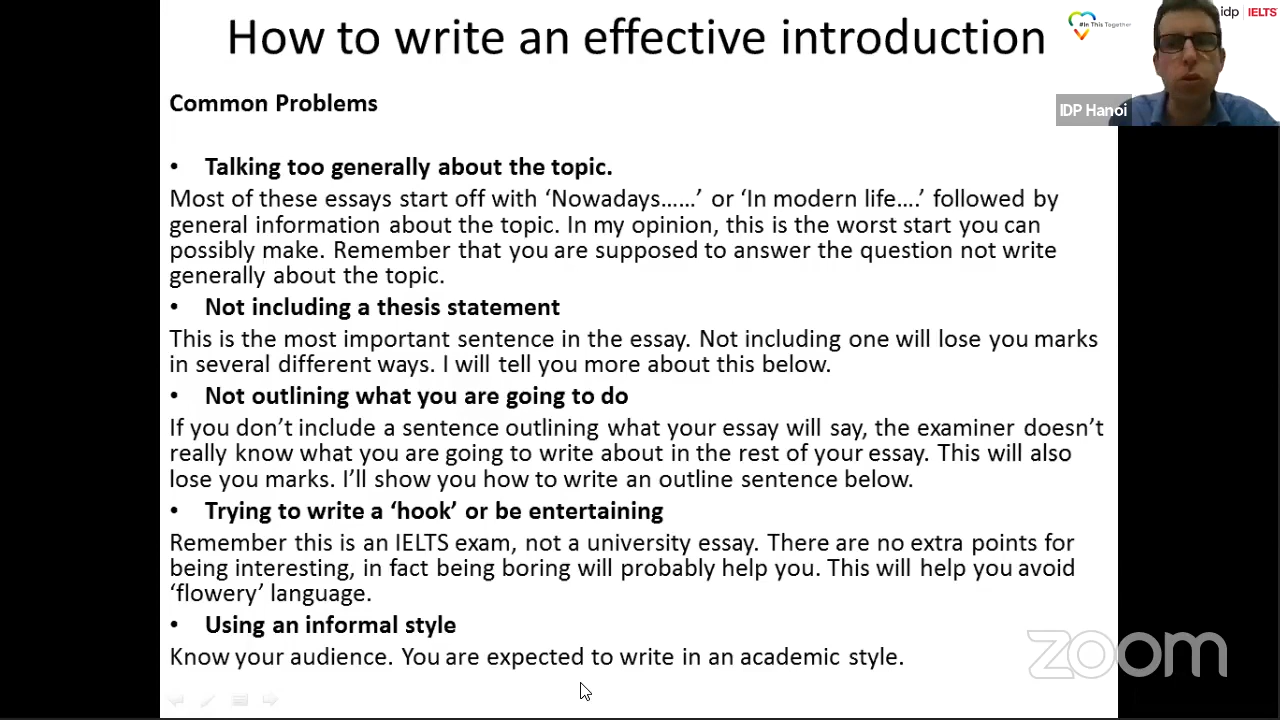 How to write an effective introduction
#In This Together
idp IELTS
IDP Hanoi
Common Problems
• Talking too generally about the topic.
Most of these essays start off with ‘Nowadays……’ or ‘In modern life….’ followed by
general information about the topic. In my opinion, this is the worst start you can
possibly make. Remember that you are supposed to answer the question not write
generally about the topic.
• Not including a thesis statement
This is the most important sentence in the essay. Not including one will lose you marks
in several different ways. I will tell you more about this below.
• Not outlining what you are going to do
If you don’t include a sentence outlining what your essay will say, the examiner doesn’t
really know what you are going to write about in the rest of your essay. This will also
lose you marks. I’ll show you how to write an outline sentence below.
• Trying to write a ‘hook’ or be entertaining
Remember this is an IELTS exam, not a university essay. There are no extra points for
being interesting, in fact being boring will probably help you. This will help you avoid
‘flowery’ language.
• Using an informal style
Know your audience. You are expected to write in an academic style.
zoom